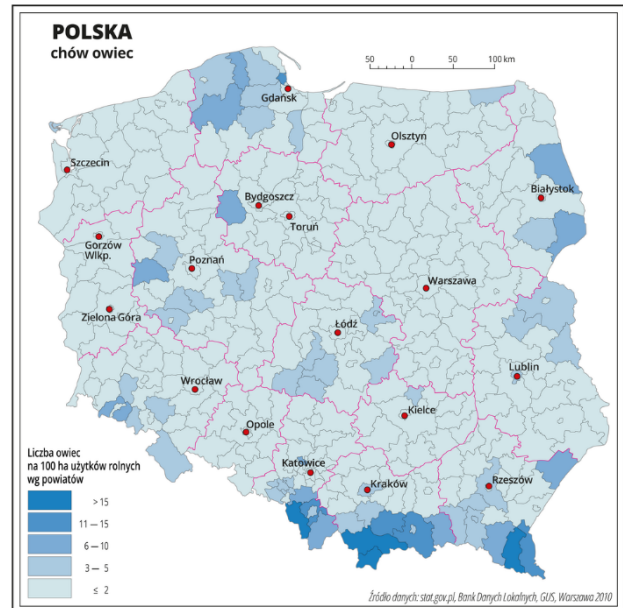 POLSKA
chów owiec
50 0 50 100 km
Gdańsk
Olsztyn
Szczecin
Białystok
Bydgoszcz
Toruń
Gorzów
Wlkp.
Poznań
Warszawa
Zielona Góra
Łódź
Lublin
Wrocław
Kielce
Opole
Katowice
Kraków
Rzeszów
Liczba owiec
na 100 ha użytków rolnych
wg powiatów
> 15
11 — 15
6 — 10
3 — 5
≤ 2
Źródło danych: stat.gov.pl, Bank Danych Lokalnych, GUS, Warszawa 2010